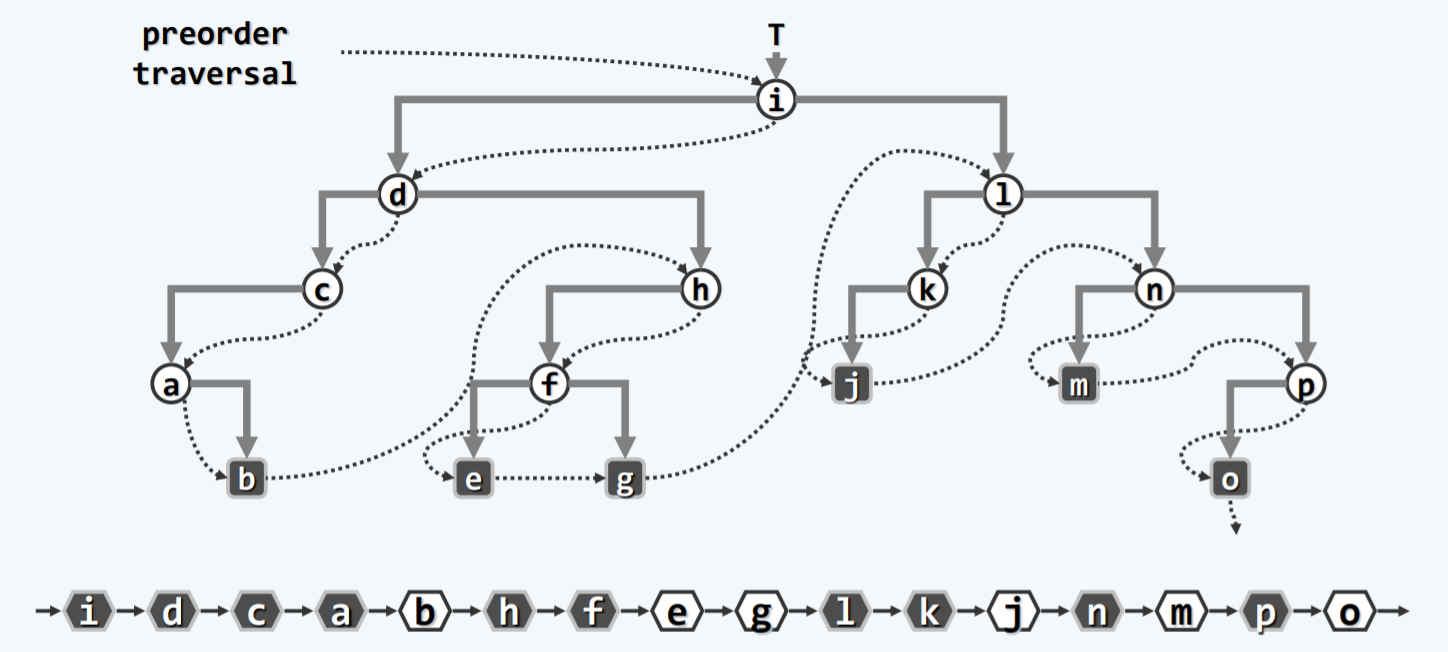 preorder
traversal
T
i
d l
c h k n
a f j m p
b e g o
i d c a b h f e g l k j n m p o